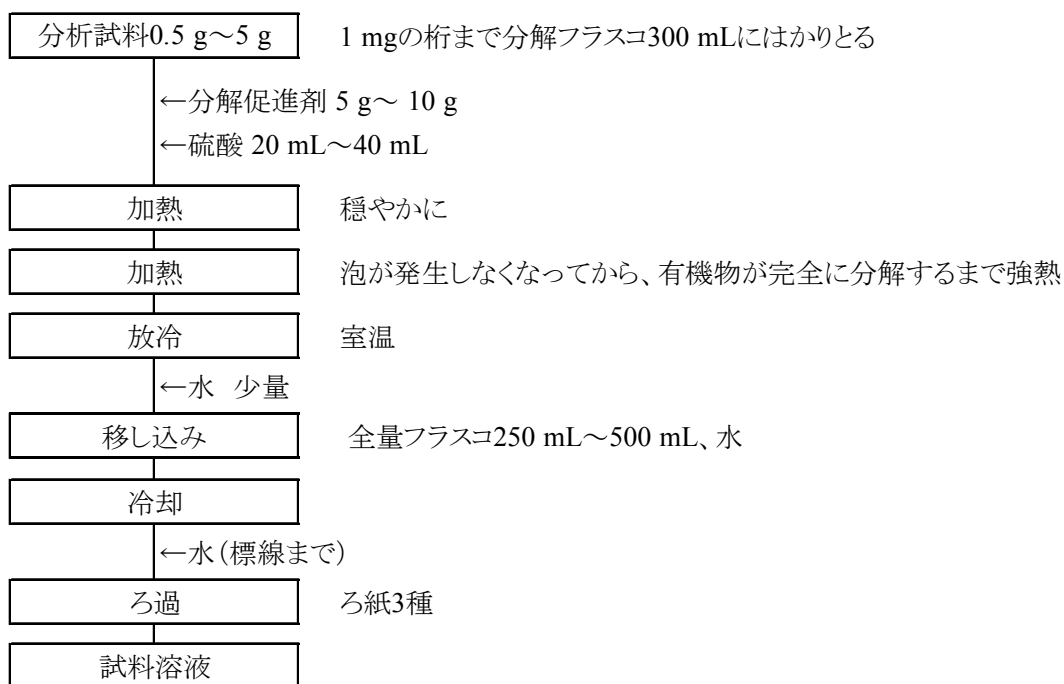 分析試料0.5 g～5 g　1 mgの桁まで分解フラスコ300 mLにはかりとる
←分解促進剤 5 g～ 10 g
←硫酸 20 mL～40 mL
加熱　穏やかに
加熱　泡が発生しなくなってから、有機物が完全に分解するまで強熱
放冷　室温
←水　少量
移し込み　全量フラスコ250 mL～500 mL、水
冷却
←水（標線まで）
ろ過　ろ紙3種
試料溶液